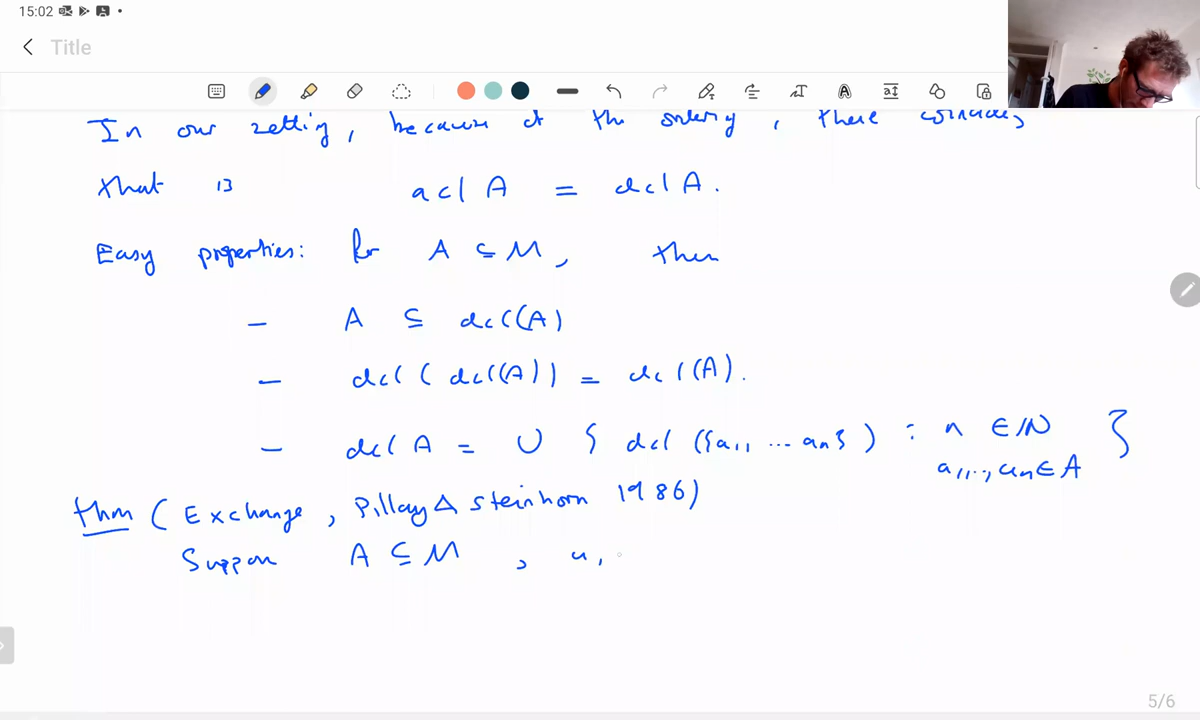 15:02
Title
In our setting, because of the ordering, these coincides
that is acl A = dcl A.
Easy properties: for A ⊆ M, then
– A ⊆ dcl(A)
– dcl(dcl(A)) = dcl(A).
– dcl A = ∪ { dcl ({a1, ... an}) : n ∈ ℕ
a1, ..., an ∈ A }
thm (Exchange, Pillay & Steinhorn 1986)
Suppose A ⊆ M, a,
5/6